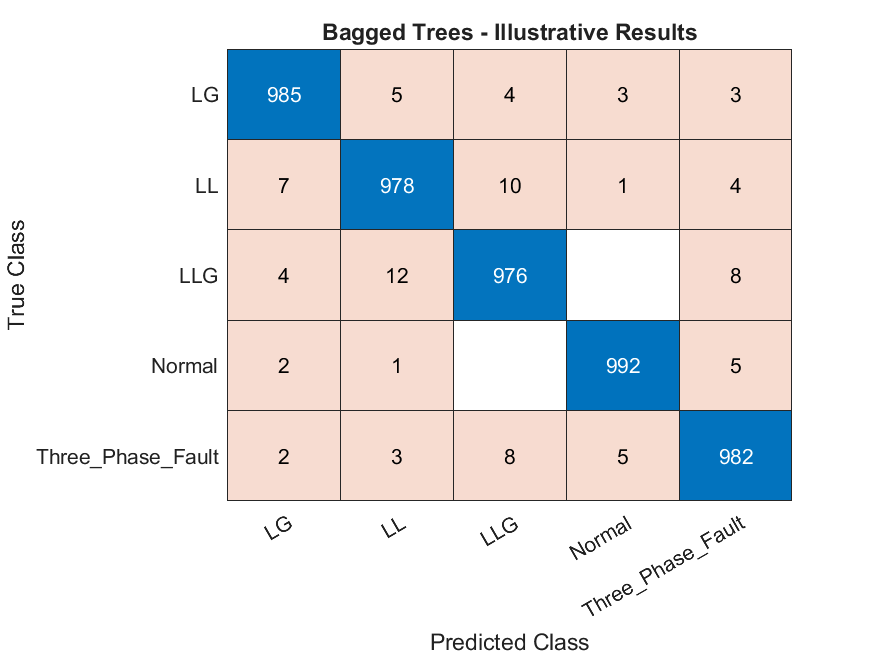 Bagged Trees - Illustrative Results
True Class
LG 985 5 4 3 3
LL 7 978 10 1 4
LLG 4 12 976 8
Normal 2 1 992 5
Three_Phase_Fault 2 3 8 5 982
LG LL LLG Normal Three_Phase_Fault
Predicted Class